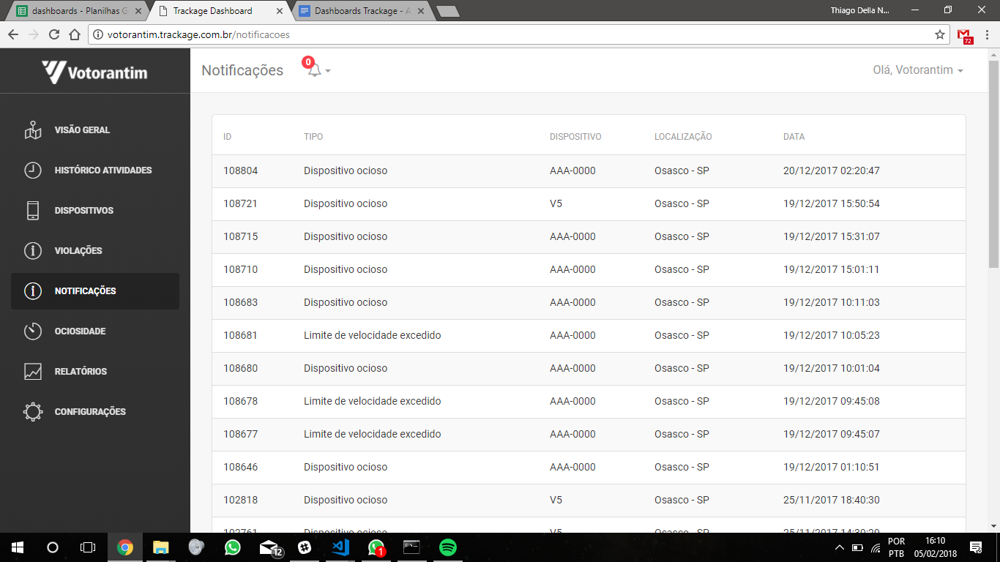 dashboards - Planilhas G
Trackage Dashboard
Dashboards Trackage - A
Thiago Della N...
votorantim.trackage.com.br/notificacoes
72
Votorantim
Notificações
0
Olá, Votorantim
VISÃO GERAL
HISTÓRICO ATIVIDADES
DISPOSITIVOS
VIOLAÇÕES
NOTIFICAÇÕES
OCIOSIDADE
RELATÓRIOS
CONFIGURAÇÕES
ID TIPO DISPOSITIVO LOCALIZAÇÃO DATA
108804 Dispositivo ocioso AAA-0000 Osasco - SP 20/12/2017 02:20:47
108721 Dispositivo ocioso V5 Osasco - SP 19/12/2017 15:50:54
108715 Dispositivo ocioso AAA-0000 Osasco - SP 19/12/2017 15:31:07
108710 Dispositivo ocioso AAA-0000 Osasco - SP 19/12/2017 15:01:11
108683 Dispositivo ocioso AAA-0000 Osasco - SP 19/12/2017 10:11:03
108681 Limite de velocidade excedido AAA-0000 Osasco - SP 19/12/2017 10:05:23
108680 Dispositivo ocioso AAA-0000 Osasco - SP 19/12/2017 10:01:04
108678 Limite de velocidade excedido AAA-0000 Osasco - SP 19/12/2017 09:45:08
108677 Limite de velocidade excedido AAA-0000 Osasco - SP 19/12/2017 09:45:07
108646 Dispositivo ocioso AAA-0000 Osasco - SP 19/12/2017 01:10:51
102818 Dispositivo ocioso V5 Osasco - SP 25/11/2017 18:40:30
Dispositivo ocioso V5 Osasco - SP
12
1
POR
PTB
16:10
05/02/2018